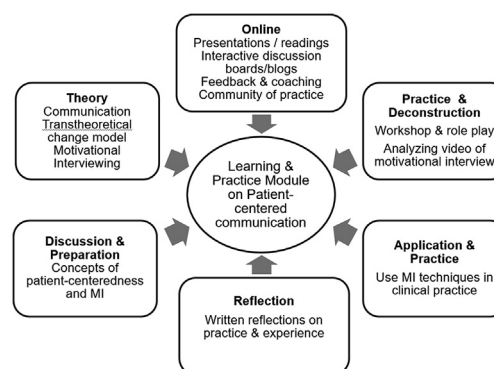 Online
Presentations / readings
Interactive discussion
boards/blogs
Feedback & coaching
Community of practice
Theory
Communication
Transtheoretical
change model
Motivational
Interviewing
Practice &
Deconstruction
Workshop & role play
Analyzing video of
motivational interview
Learning &
Practice Module
on Patient-
centered
communication
Discussion &
Preparation
Concepts of
patient-centeredness
and MI
Application &
Practice
Use MI techniques in
clinical practice
Reflection
Written reflections on
practice & experience